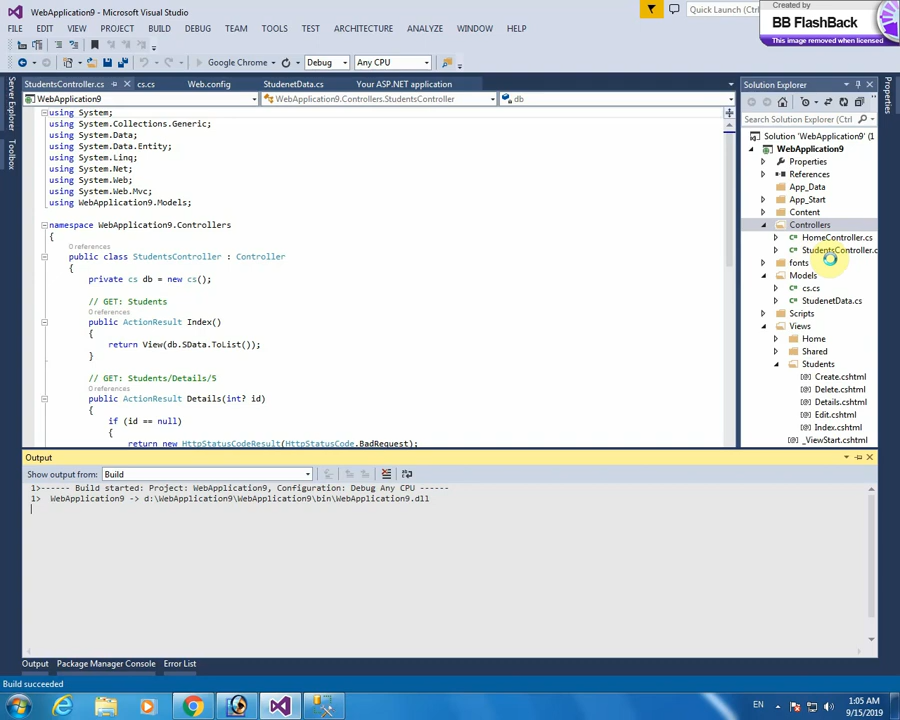 WebApplication9 - Microsoft Visual Studio
Quick Launch (Ctrl
Created by
BB FlashBack
This image removed when licensed
FILE EDIT VIEW PROJECT BUILD DEBUG TEAM TOOLS TEST ARCHITECTURE ANALYZE WINDOW HELP
Google Chrome Debug Any CPU
StudentsController.cs cs.cs Web.config StudenetData.cs Your ASP.NET application
WebApplication9 WebApplication9.Controllers.StudentsController db
Server Explorer
Toolbox
using System;
using System.Collections.Generic;
using System.Data;
using System.Data.Entity;
using System.Linq;
using System.Net;
using System.Web;
using System.Web.Mvc;
using WebApplication9.Models;
namespace WebApplication9.Controllers
{
0 references
public class StudentsController : Controller
{
private cs db = new cs();
// GET: Students
0 references
public ActionResult Index()
{
return View(db.SData.ToList());
}
// GET: Students/Details/5
0 references
public ActionResult Details(int? id)
{
if (id == null)
{
return new HttpStatusCodeResult(HttpStatusCode.BadRequest);
Solution Explorer
Search Solution Explorer (Ctrl
Solution 'WebApplication9' (1
WebApplication9
Properties
References
App_Data
App_Start
Content
Controllers
HomeController.cs
StudentsController.c
fonts
Models
cs.cs
StudenetData.cs
Scripts
Views
Home
Shared
Students
Create.cshtml
Delete.cshtml
Details.cshtml
Edit.cshtml
Index.cshtml
_ViewStart.cshtml
Properties
Output
Show output from: Build
1>------ Build started: Project: WebApplication9, Configuration: Debug Any CPU ------
1> WebApplication9 -> d:\WebApplication9\WebApplication9\bin\WebApplication9.dll
Output Package Manager Console Error List
Build succeeded
EN
1:05 AM
9/15/2019